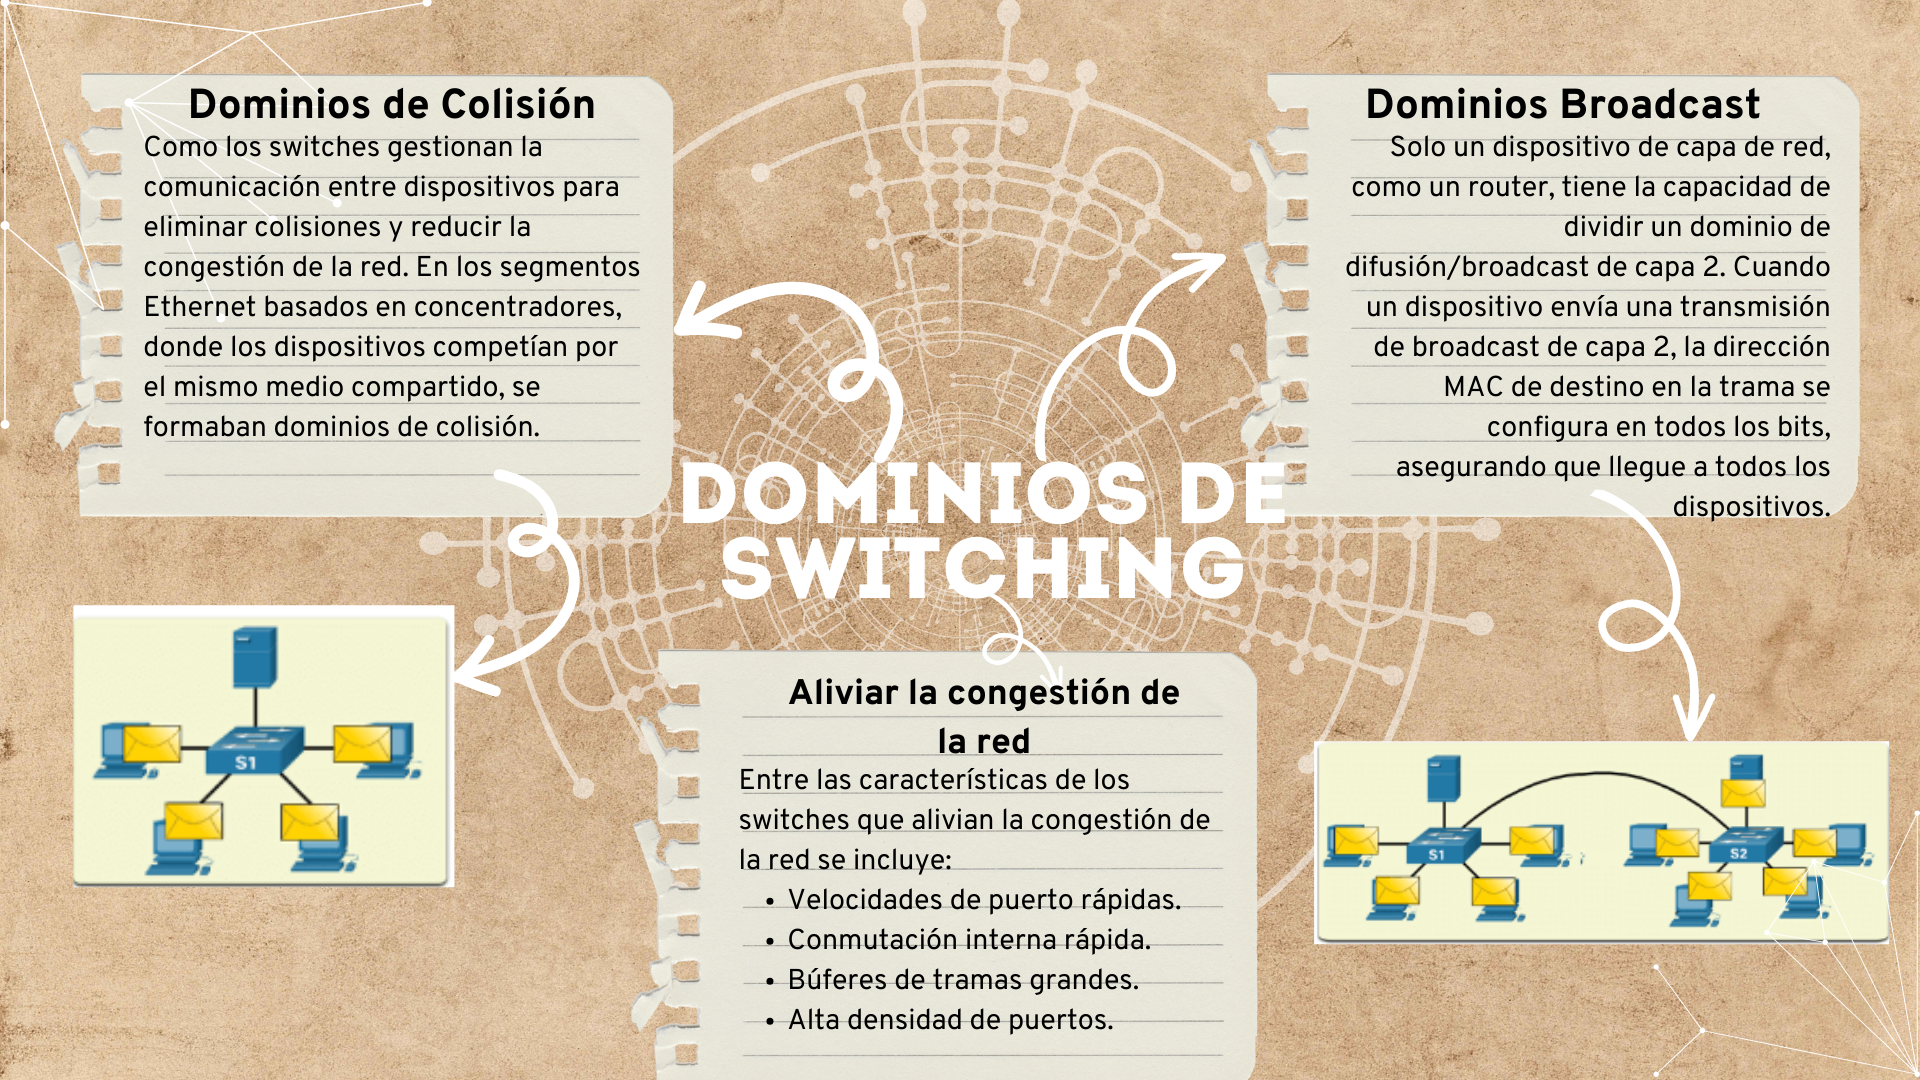 Dominios de Colisión
Como los switches gestionan la
comunicación entre dispositivos para
eliminar colisiones y reducir la
congestión de la red. En los segmentos
Ethernet basados en concentradores,
donde los dispositivos competían por
el mismo medio compartido, se
formaban dominios de colisión.
Dominios Broadcast
Solo un dispositivo de capa de red,
como un router, tiene la capacidad de
dividir un dominio de
difusión/broadcast de capa 2. Cuando
un dispositivo envía una transmisión
de broadcast de capa 2, la dirección
MAC de destino en la trama se
configura en todos los bits,
asegurando que llegue a todos los
dispositivos.
DOMINIOS DE
SWITCHING
S1
Aliviar la congestión de
la red
Entre las características de los
switches que alivian la congestión de
la red se incluye:
• Velocidades de puerto rápidas.
• Conmutación interna rápida.
• Búferes de tramas grandes.
• Alta densidad de puertos.
S1
S2